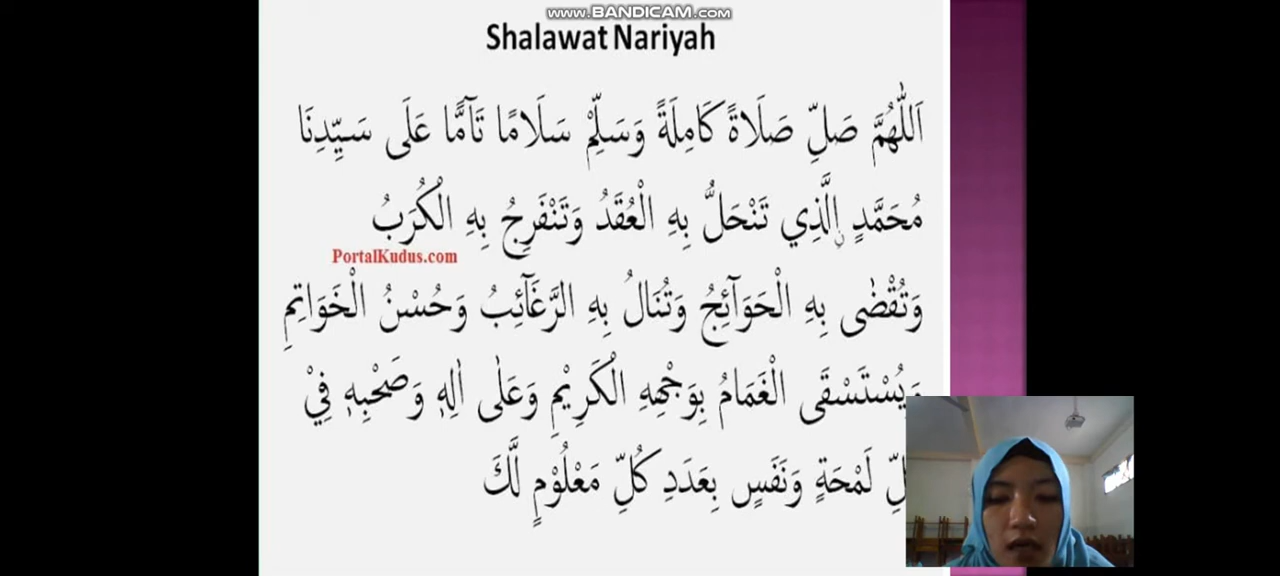 www.BANDICAM.com
Shalawat Nariyah
اَللّٰهُمَّ صَلِّ صَلَاةً كَامِلَةً وَسَلِّمْ سَلَامًا تَآمًّا عَلَى سَيِّدِنَا
مُحَمَّدٍ اِۨلَّذِي تَنْحَلُّ بِهِ الْعُقَدُ وَتَنْفَرِجُ بِهِ الْكُرَبُ
PortalKudus.com
وَتُقْضٰى بِهِ الْحَوَآئِجُ وَتُنَالُ بِهِ الرَّغَآئِبُ وَحُسْنُ الْخَوَاتِمِ
وَيُسْتَسْقَى الْغَمَامُ بِوَجْهِهِ الْكَرِيْمِ وَعَلٰى اٰلِهٖ وَصَحْبِهٖ فِيْ
لَمْحَةٍ وَنَفَسٍ بِعَدَدِ كُلِّ مَعْلُوْمٍ لَّكَ